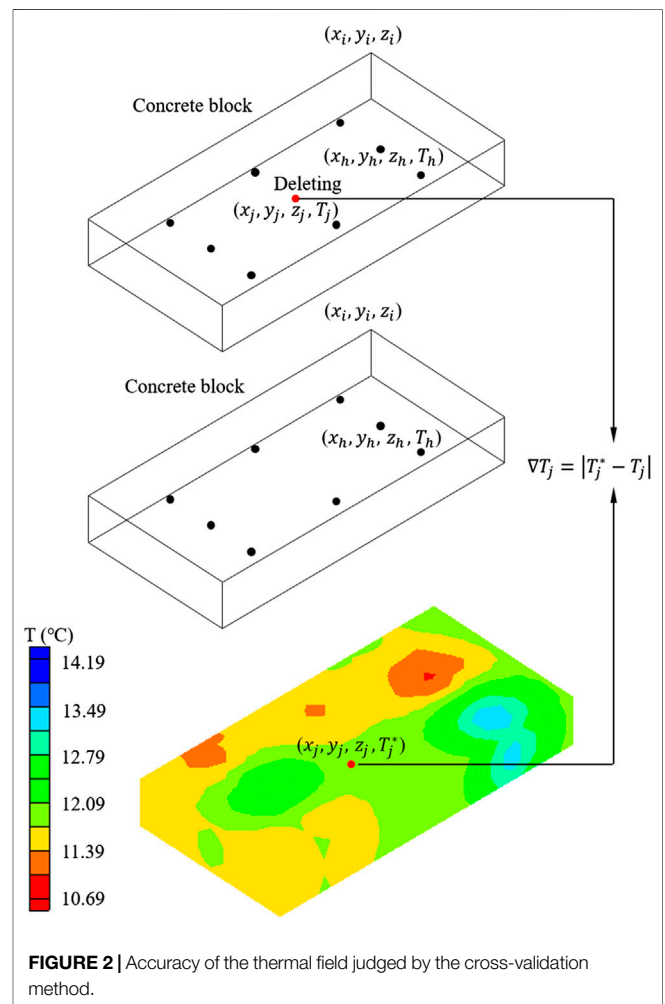 (x_i, y_i, z_i)
Concrete block
(x_h, y_h, z_h, T_h)
Deleting
(x_j, y_j, z_j, T_j)
(x_i, y_i, z_i)
Concrete block
(x_h, y_h, z_h, T_h)
∇T_j = |T_j^* − T_j|
T (°C)
14.19
13.49
12.79
12.09
11.39
10.69
(x_j, y_j, z_j, T_j^*)
FIGURE 2 | Accuracy of the thermal field judged by the cross-validation
method.